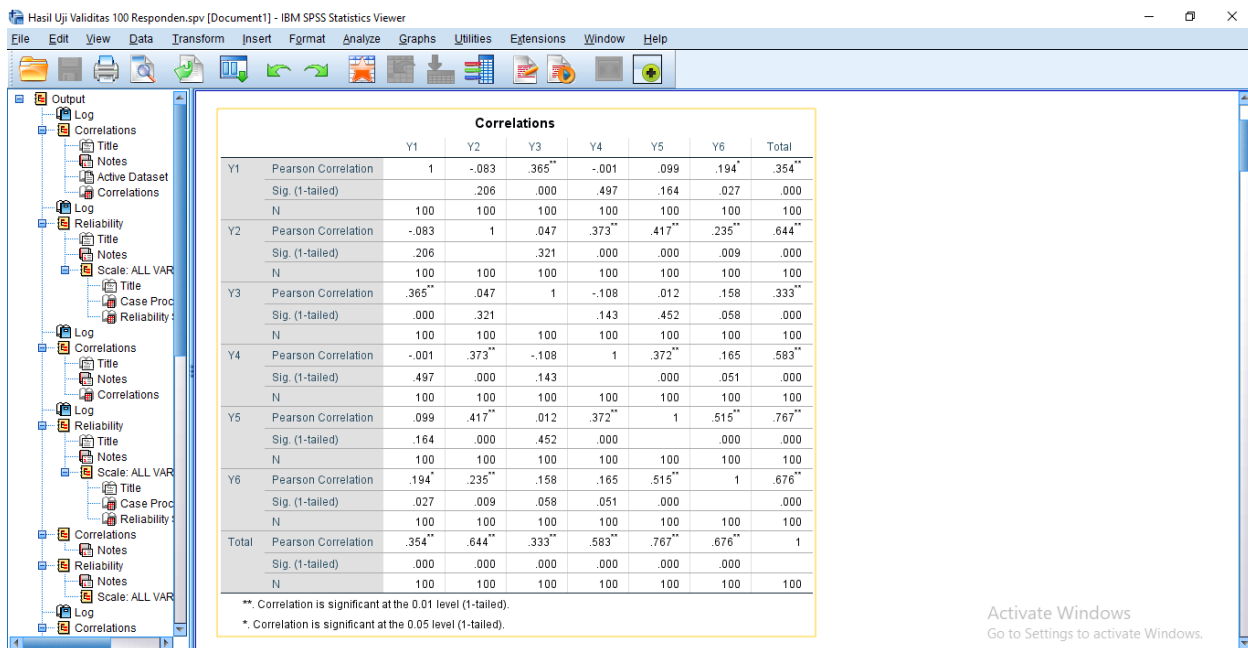 Hasil Uji Validitas 100 Responden.spv [Document1] - IBM SPSS Statistics Viewer
File Edit View Data Transform Insert Format Analyze Graphs Utilities Extensions Window Help
Output
Log
Correlations
Title
Notes
Active Dataset
Correlations
Log
Reliability
Title
Notes
Scale: ALL VAR
Title
Case Proc
Reliability
Log
Correlations
Title
Notes
Correlations
Log
Reliability
Title
Notes
Scale: ALL VAR
Title
Case Proc
Reliability
Correlations
Notes
Reliability
Notes
Scale: ALL VAR
Log
Correlations
Correlations
Y1 Y2 Y3 Y4 Y5 Y6 Total
Y1 Pearson Correlation 1 -.083 .365** -.001 .099 .194* .354**
Sig. (1-tailed) .206 .000 .497 .164 .027 .000
N 100 100 100 100 100 100 100
Y2 Pearson Correlation -.083 1 .047 .373** .417** .235** .644**
Sig. (1-tailed) .206 .321 .000 .000 .009 .000
N 100 100 100 100 100 100 100
Y3 Pearson Correlation .365** .047 1 -.108 .012 .158 .333**
Sig. (1-tailed) .000 .321 .143 .452 .058 .000
N 100 100 100 100 100 100 100
Y4 Pearson Correlation -.001 .373** -.108 1 .372** .165 .583**
Sig. (1-tailed) .497 .000 .143 .000 .051 .000
N 100 100 100 100 100 100 100
Y5 Pearson Correlation .099 .417** .012 .372** 1 .515** .767**
Sig. (1-tailed) .164 .000 .452 .000 .000 .000
N 100 100 100 100 100 100 100
Y6 Pearson Correlation .194* .235** .158 .165 .515** 1 .676**
Sig. (1-tailed) .027 .009 .058 .051 .000 .000
N 100 100 100 100 100 100 100
Total Pearson Correlation .354** .644** .333** .583** .767** .676** 1
Sig. (1-tailed) .000 .000 .000 .000 .000 .000
N 100 100 100 100 100 100 100
**. Correlation is significant at the 0.01 level (1-tailed).
*. Correlation is significant at the 0.05 level (1-tailed).
Activate Windows
Go to Settings to activate Windows.